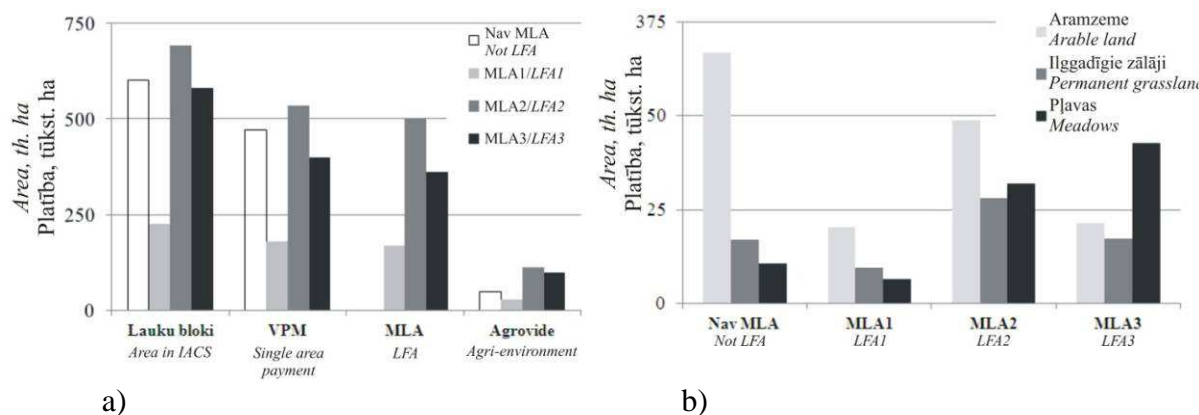 750
500
250
0
Area, th. ha
Platība, tūkst. ha
Nav MLA
Not LFA
MLA1/LFA1
MLA2/LFA2
MLA3/LFA3
Lauku bloki
Area in IACS
VPM
Single area
payment
MLA
LFA
Agrovide
Agri-environment
a)
375
50
25
0
Area, th. ha
Platība, tūkst. ha
Aramzeme
Arable land
Ilggadīgie zālāji
Permanent grassland
Pļavas
Meadows
Nav MLA
Not LFA
MLA1
LFA1
MLA2
LFA2
MLA3
LFA3
b)